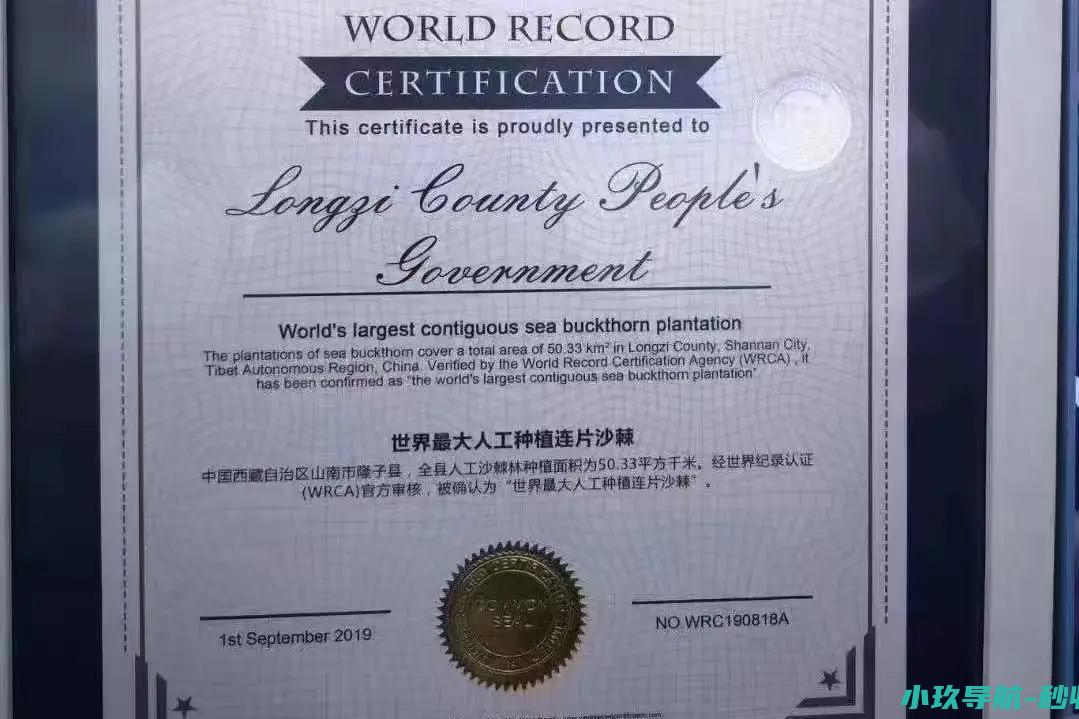 WORLD RECORD
CERTIFICATION
This certificate is proudly presented to
Longzi County People's
Government
World's largest contiguous sea buckthorn plantation
The plantations of sea buckthorn cover a total area of 50.33 km² in Longzi County, Shannan City,
Tibet Autonomous Region, China. Verified by the World Record Certification Agency (WRCA) , it
has been confirmed as "the world's largest contiguous sea buckthorn plantation"
世界最大人工种植连片沙棘
中国西藏自治区山南市隆子县，全县人工沙棘林种植面积为50.33平方千米。经世界纪录认证
(WRCA)官方审核，被确认为“世界最大人工种植连片沙棘”。
COMMON
SEAL
1st September 2019
NO.WRC190818A
小玖导航-秒收